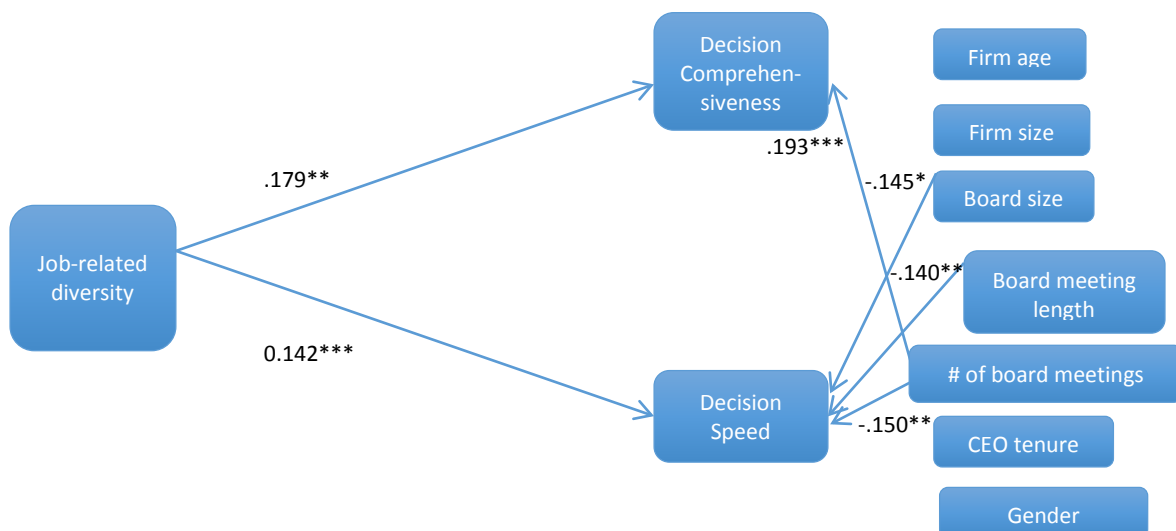 Decision
Comprehen-
siveness
Firm age
Firm size
.193***
.179**
-.145*
Board size
Job-related
diversity
-.140**
Board meeting
length
0.142***
# of board meetings
Decision
Speed
-.150**
CEO tenure
Gender